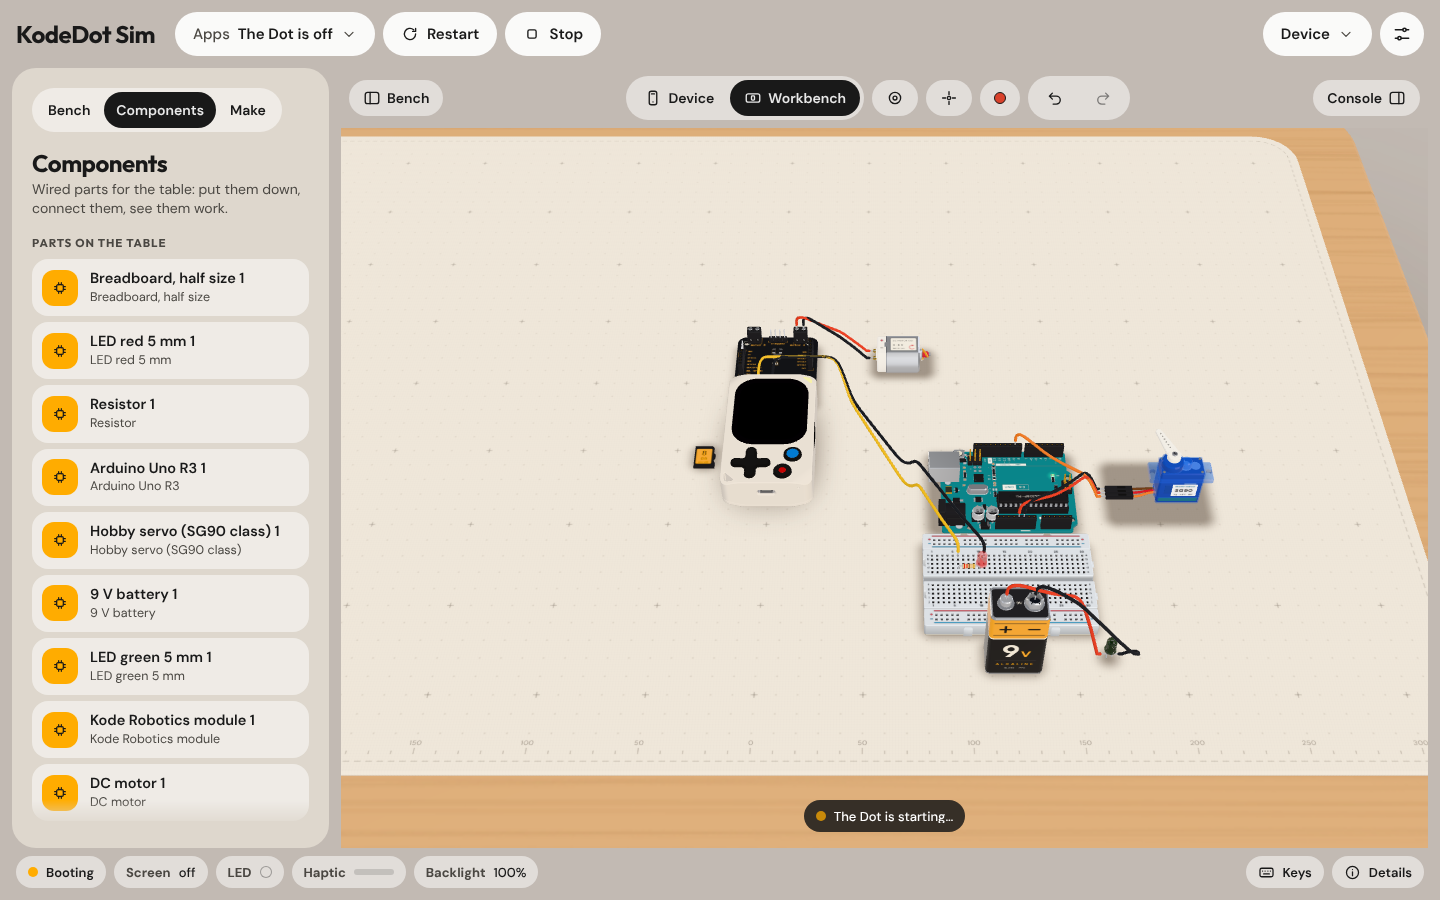 KodeDot Sim
Apps The Dot is off
Restart
Stop
Device
Bench
Components
Make
Bench
Device
Workbench
Console
Components
Wired parts for the table: put them down,
connect them, see them work.
PARTS ON THE TABLE
Breadboard, half size 1
Breadboard, half size
LED red 5 mm 1
LED red 5 mm
Resistor 1
Resistor
Arduino Uno R3 1
Arduino Uno R3
Hobby servo (SG90 class) 1
Hobby servo (SG90 class)
9 V battery 1
9 V battery
LED green 5 mm 1
LED green 5 mm
Kode Robotics module 1
Kode Robotics module
DC motor 1
DC motor
SG90
+ −
9v
ALKALINE
150 100 50 0 50 100 150 200 250 300
The Dot is starting...
Booting
Screen off
LED
Haptic
Backlight 100%
Keys
Details